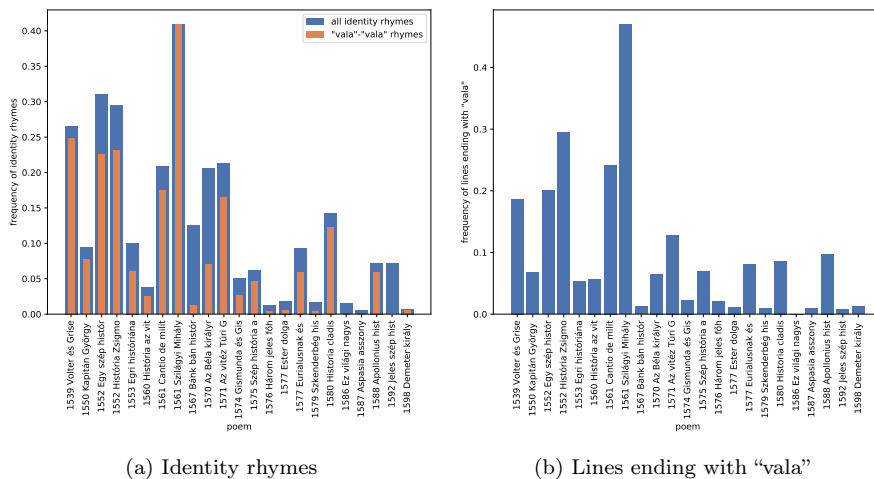 all identity rhymes
"vala"-"vala" rhymes
frequency of identity rhymes
0.40
0.35
0.30
0.25
0.20
0.15
0.10
0.05
0.00
1539 Volter és Grise
1550 Kapitán György
1552 Egy szép histór
1552 História Zsigmo
1553 Egri históriána
1560 História az vit
1561 Cantio de milit
1561 Szilágyi Mihály
1567 Bánk bán histór
1570 Az Béla királyr
1571 Az vitéz Túri G
1574 Gismunda és Gis
1575 Szép história a
1576 Három jeles főh
1577 Ester dolga
1577 Eurialusnak és
1579 Szkenderbég his
1580 Historia cladis
1586 Ez világi nagys
1587 Aspasia asszony
1588 Apollonius hist
1592 Jeles szép hist
1598 Demeter király
poem
(a) Identity rhymes
frequency of lines ending with "vala"
0.4
0.3
0.2
0.1
0.0
1539 Volter és Grise
1550 Kapitán György
1552 Egy szép histór
1552 História Zsigmo
1553 Egri históriána
1560 História az vit
1561 Cantio de milit
1561 Szilágyi Mihály
1567 Bánk bán histór
1570 Az Béla királyr
1571 Az vitéz Túri G
1574 Gismunda és Gis
1575 Szép história a
1576 Három jeles főh
1577 Ester dolga
1577 Eurialusnak és
1579 Szkenderbég his
1580 Historia cladis
1586 Ez világi nagys
1587 Aspasia asszony
1588 Apollonius hist
1592 Jeles szép hist
1598 Demeter király
poem
(b) Lines ending with “vala”